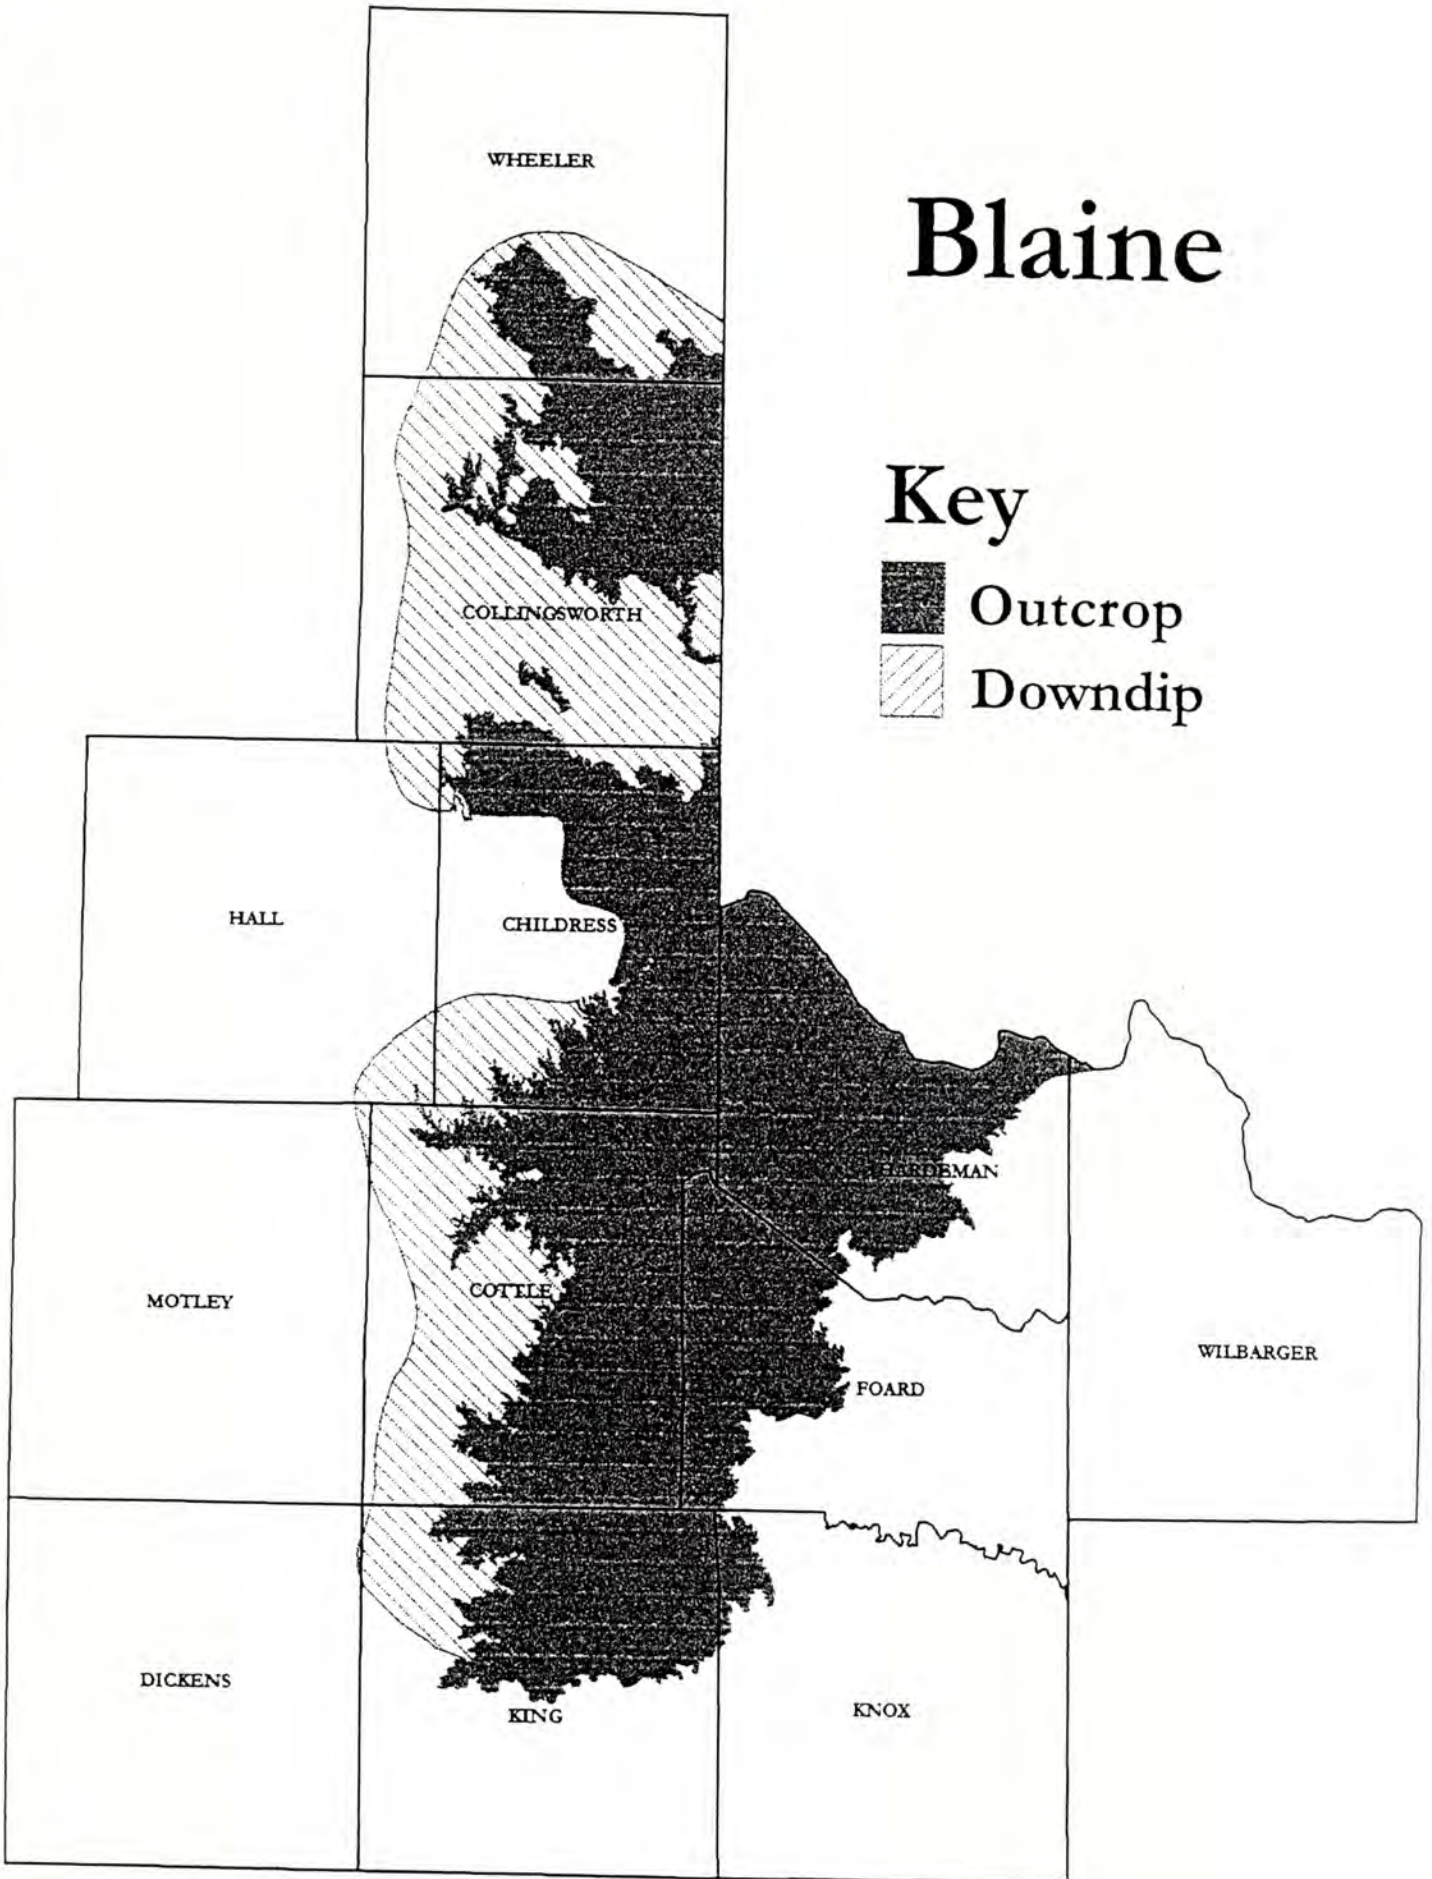 WHEELER
Blaine
Key
Outcrop
COLLINGSWORTH
Downdip
HALL
CHILDRESS
HARDEMAN
COTTLE
MOTLEY
WILBARGER
FOARD
DICKENS
KING
KNOX